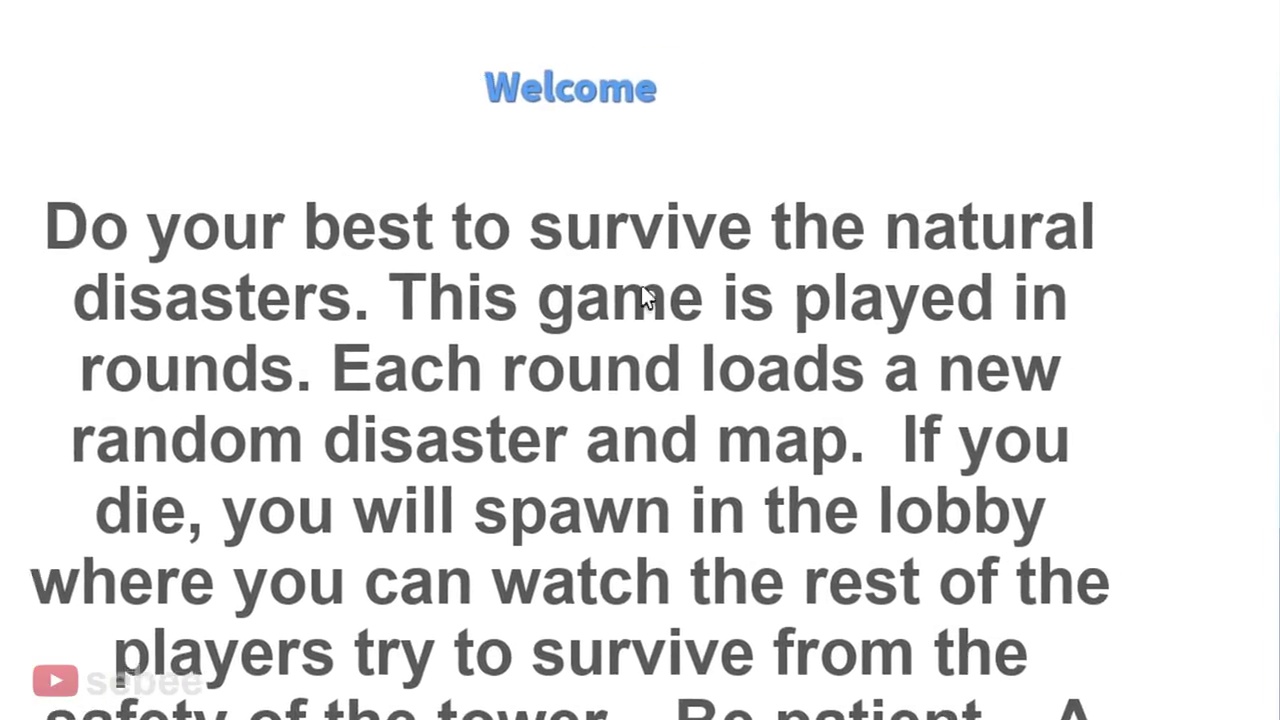 Welcome
Do your best to survive the natural
disasters. This game is played in
rounds. Each round loads a new
random disaster and map.  If you
die, you will spawn in the lobby
where you can watch the rest of the
players try to survive from the
safety of the tower.  Be patient.  A
sebee